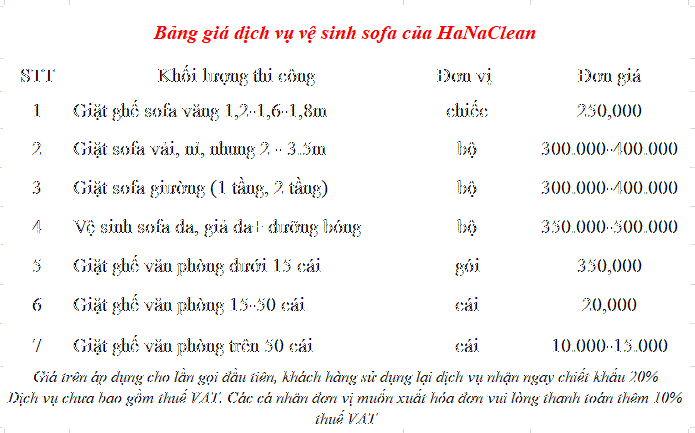 Bảng giá dịch vụ vệ sinh sofa của HaNaClean
STT Khối lượng thi công Đơn vị Đơn giá
1 Giặt ghế sofa văng 1,2-1,6-1,8m chiếc 250,000
2 Giặt sofa vải, nỉ, nhung 2 - 3.5m bộ 300.000-400.000
3 Giặt sofa giường (1 tầng, 2 tầng) bộ 300.000-400.000
4 Vệ sinh sofa da, giả da+ dưỡng bóng bộ 350.000-500.000
5 Giặt ghế văn phòng dưới 15 cái gói 350,000
6 Giặt ghế văn phòng 15-50 cái cái 20,000
7 Giặt ghế văn phòng trên 50 cái cái 10.000-15.000
Giá trên áp dụng cho lần gọi đầu tiên, khách hàng sử dụng lại dịch vụ nhận ngay chiết khấu 20%
Dịch vụ chưa bao gồm thuế VAT. Các cá nhân đơn vị muốn xuất hóa đơn vui lòng thanh toán thêm 10%
thuế VAT